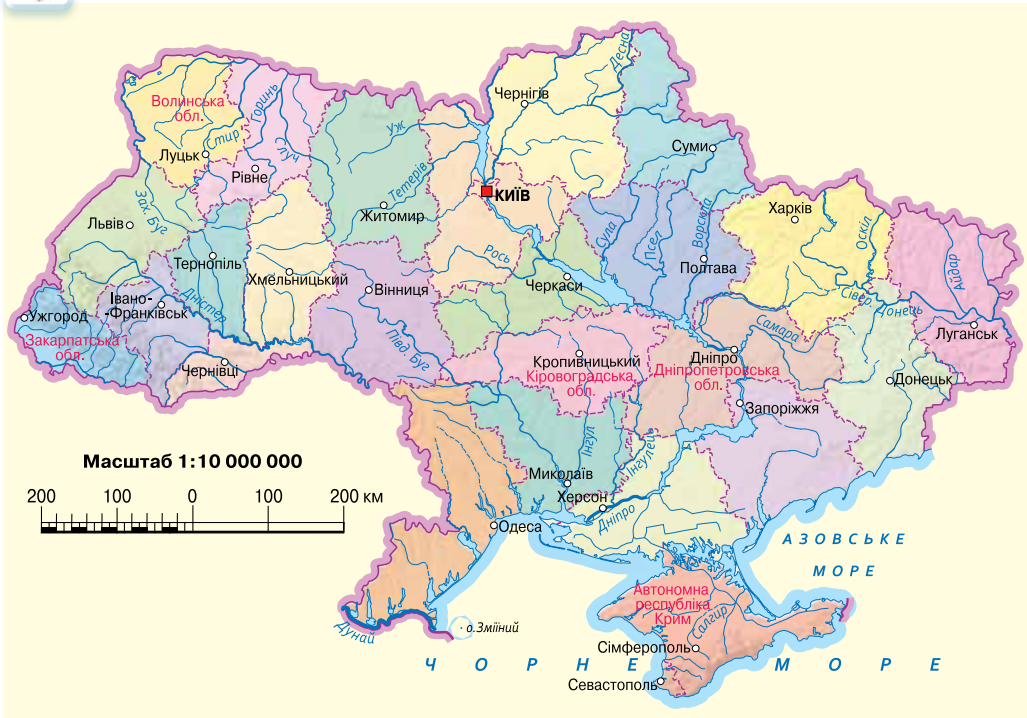 Десна
Чернігів
Волинська
обл.
Горинь
Уж
Стир
Случ
Суми
Луцьк
Рівне
Тетерів
КИЇВ
Зах. Буг
Житомир
Харків
Львів
Сула
Псел
Ворскла
Оскіл
Рось
Тернопіль
Полтава
Айдар
Хмельницький
Черкаси
Вінниця
Івано-
-Франківськ
Дністер
Сівер. Донець
Ужгород
Самара
Луганськ
Закарпатська
обл.
Півд. Буг
Кропивницький
Дніпро
Чернівці
Кіровоградська
обл.
Дніпропетровська
обл.
Донецьк
Запоріжжя
Інгул
Інгулець
Масштаб 1:10 000 000
Миколаїв
200 100 0 100 200 км
Херсон
Дніпро
Одеса
АЗОВСЬКЕ
МОРЕ
Автономна
республіка
Крим
Салгир
Дунай
о.Зміїний
Сімферополь
ЧОРНЕ МОРЕ
Севастополь